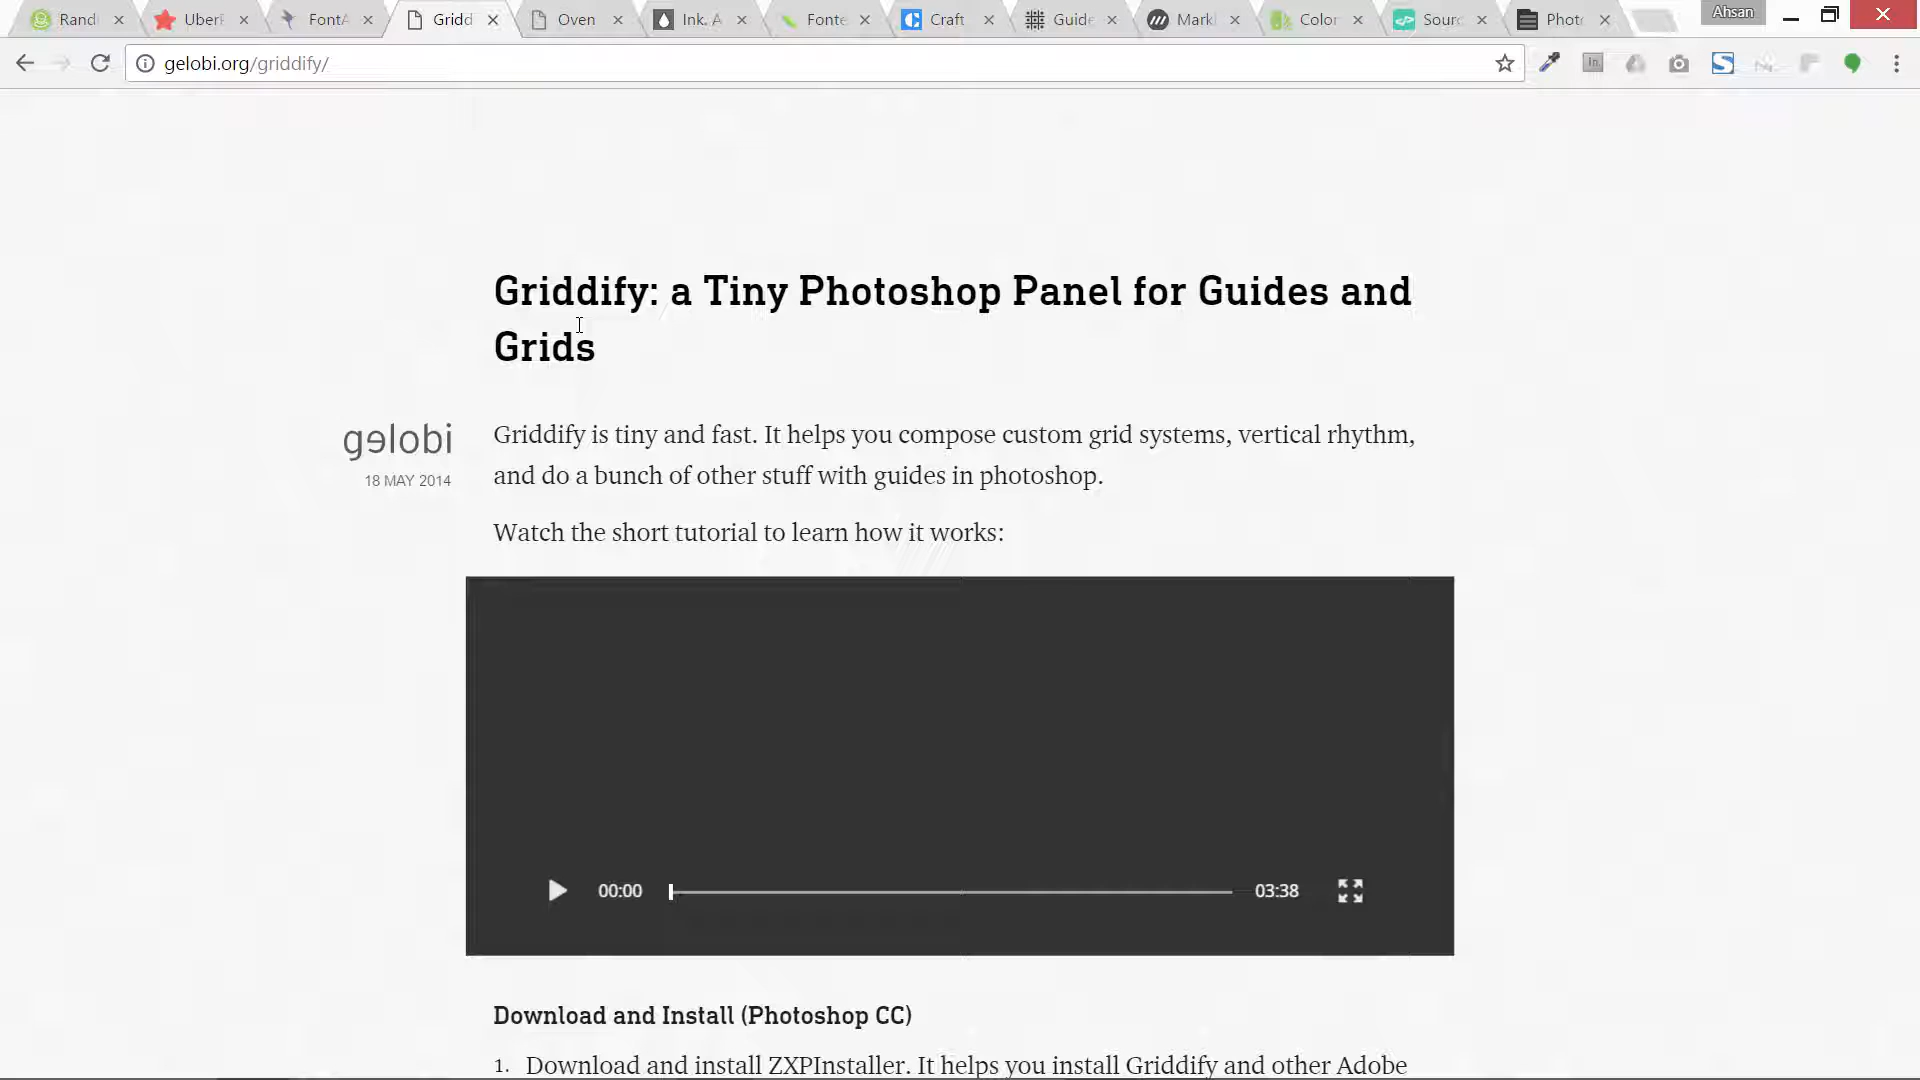 Rand
Uber
FontA
Gridd
Oven
Ink. A
Fonte
Craft
Guide
Mark
Color
Sourc
Photo
Ahsan
gelobi.org/griddify/
Griddify: a Tiny Photoshop Panel for Guides and
Grids
gəlobi
18 MAY 2014
Griddify is tiny and fast. It helps you compose custom grid systems, vertical rhythm,
and do a bunch of other stuff with guides in photoshop.
Watch the short tutorial to learn how it works:
00:00
03:38
Download and Install (Photoshop CC)
1. Download and install ZXPInstaller. It helps you install Griddify and other Adobe